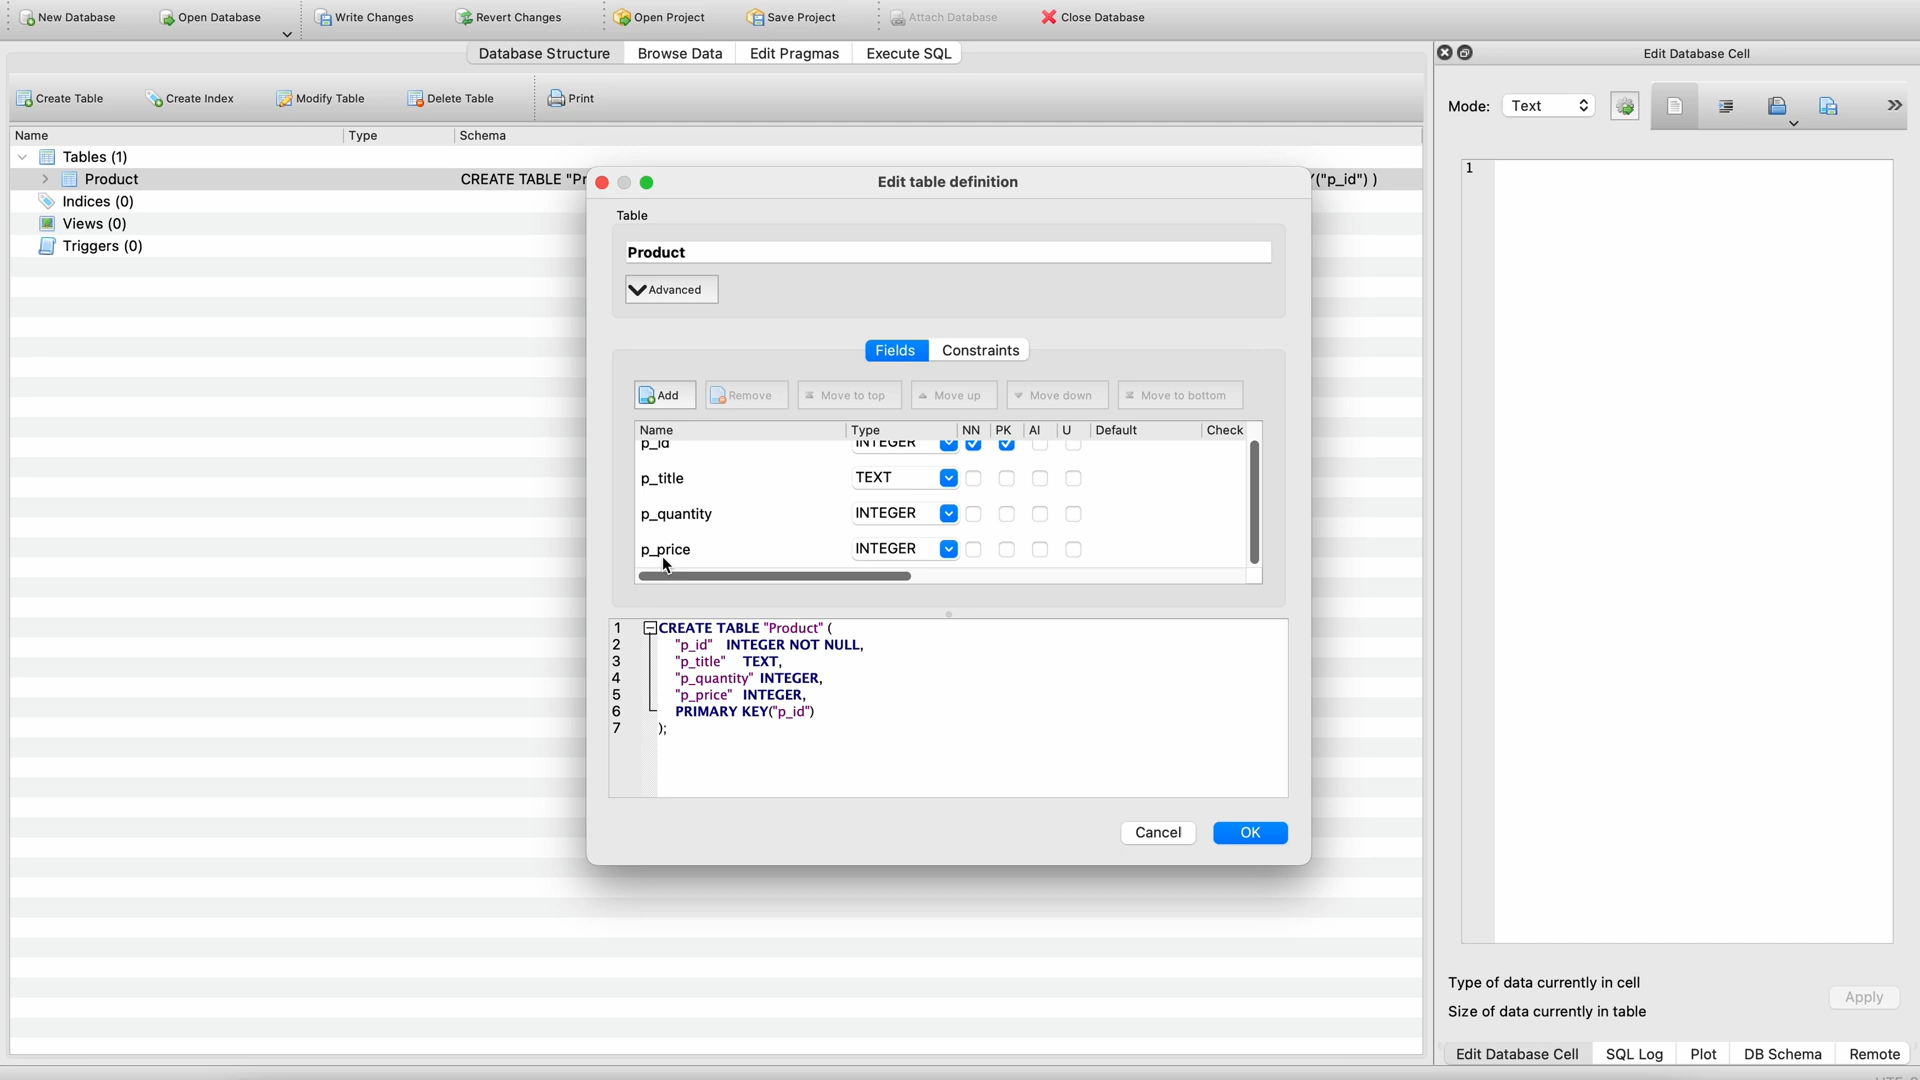 New Database Open Database Write Changes Revert Changes Open Project Save Project Attach Database Close Database
Database Structure Browse Data Edit Pragmas Execute SQL
Create Table Create Index Modify Table Delete Table Print
Name Type Schema
Tables (1)
Product CREATE TABLE "Pr
("p_id") )
Indices (0)
Views (0)
Triggers (0)
Edit table definition
Table
Product
Advanced
Fields Constraints
Add Remove Move to top Move up Move down Move to bottom
Name Type NN PK AI U Default Check
p_id INTEGER
p_title TEXT
p_quantity INTEGER
p_price INTEGER
1 CREATE TABLE "Product" (
2 "p_id" INTEGER NOT NULL,
3 "p_title" TEXT,
4 "p_quantity" INTEGER,
5 "p_price" INTEGER,
6 PRIMARY KEY("p_id")
7 );
Cancel OK
Edit Database Cell
Mode: Text
1
Type of data currently in cell
Size of data currently in table
Apply
Edit Database Cell SQL Log Plot DB Schema Remote